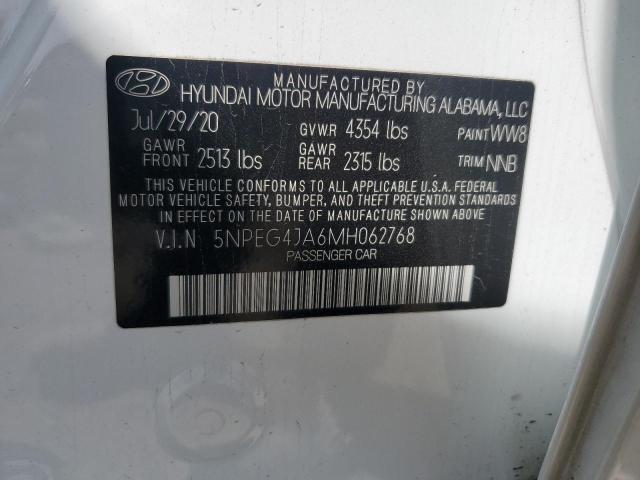 MANUFACTURED BY
HYUNDAI MOTOR MANUFACTURING ALABAMA, LLC
Jul/29/20 GVWR 4354 lbs PAINT WW8
GAWR FRONT 2513 lbs GAWR REAR 2315 lbs TRIM NNB
THIS VEHICLE CONFORMS TO ALL APPLICABLE U.S.A. FEDERAL
MOTOR VEHICLE SAFETY, BUMPER, AND THEFT PREVENTION
STANDARDS IN EFFECT ON THE DATE OF MANUFACTURE SHOWN ABOVE.
V.I.N 5NPEG4JA6MH062768
PASSENGER CAR